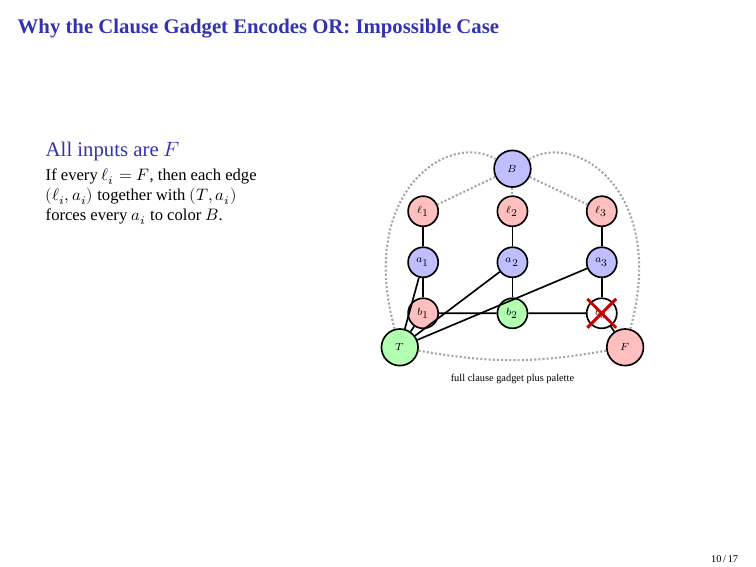 Why the Clause Gadget Encodes OR: Impossible Case
All inputs are F
If every ℓᵢ = F, then each edge
(ℓᵢ, aᵢ) together with (T, aᵢ)
forces every aᵢ to color B.
B
ℓ₁ ℓ₂ ℓ₃
a₁ a₂ a₃
b₁ b₂
T F
full clause gadget plus palette
10 / 17